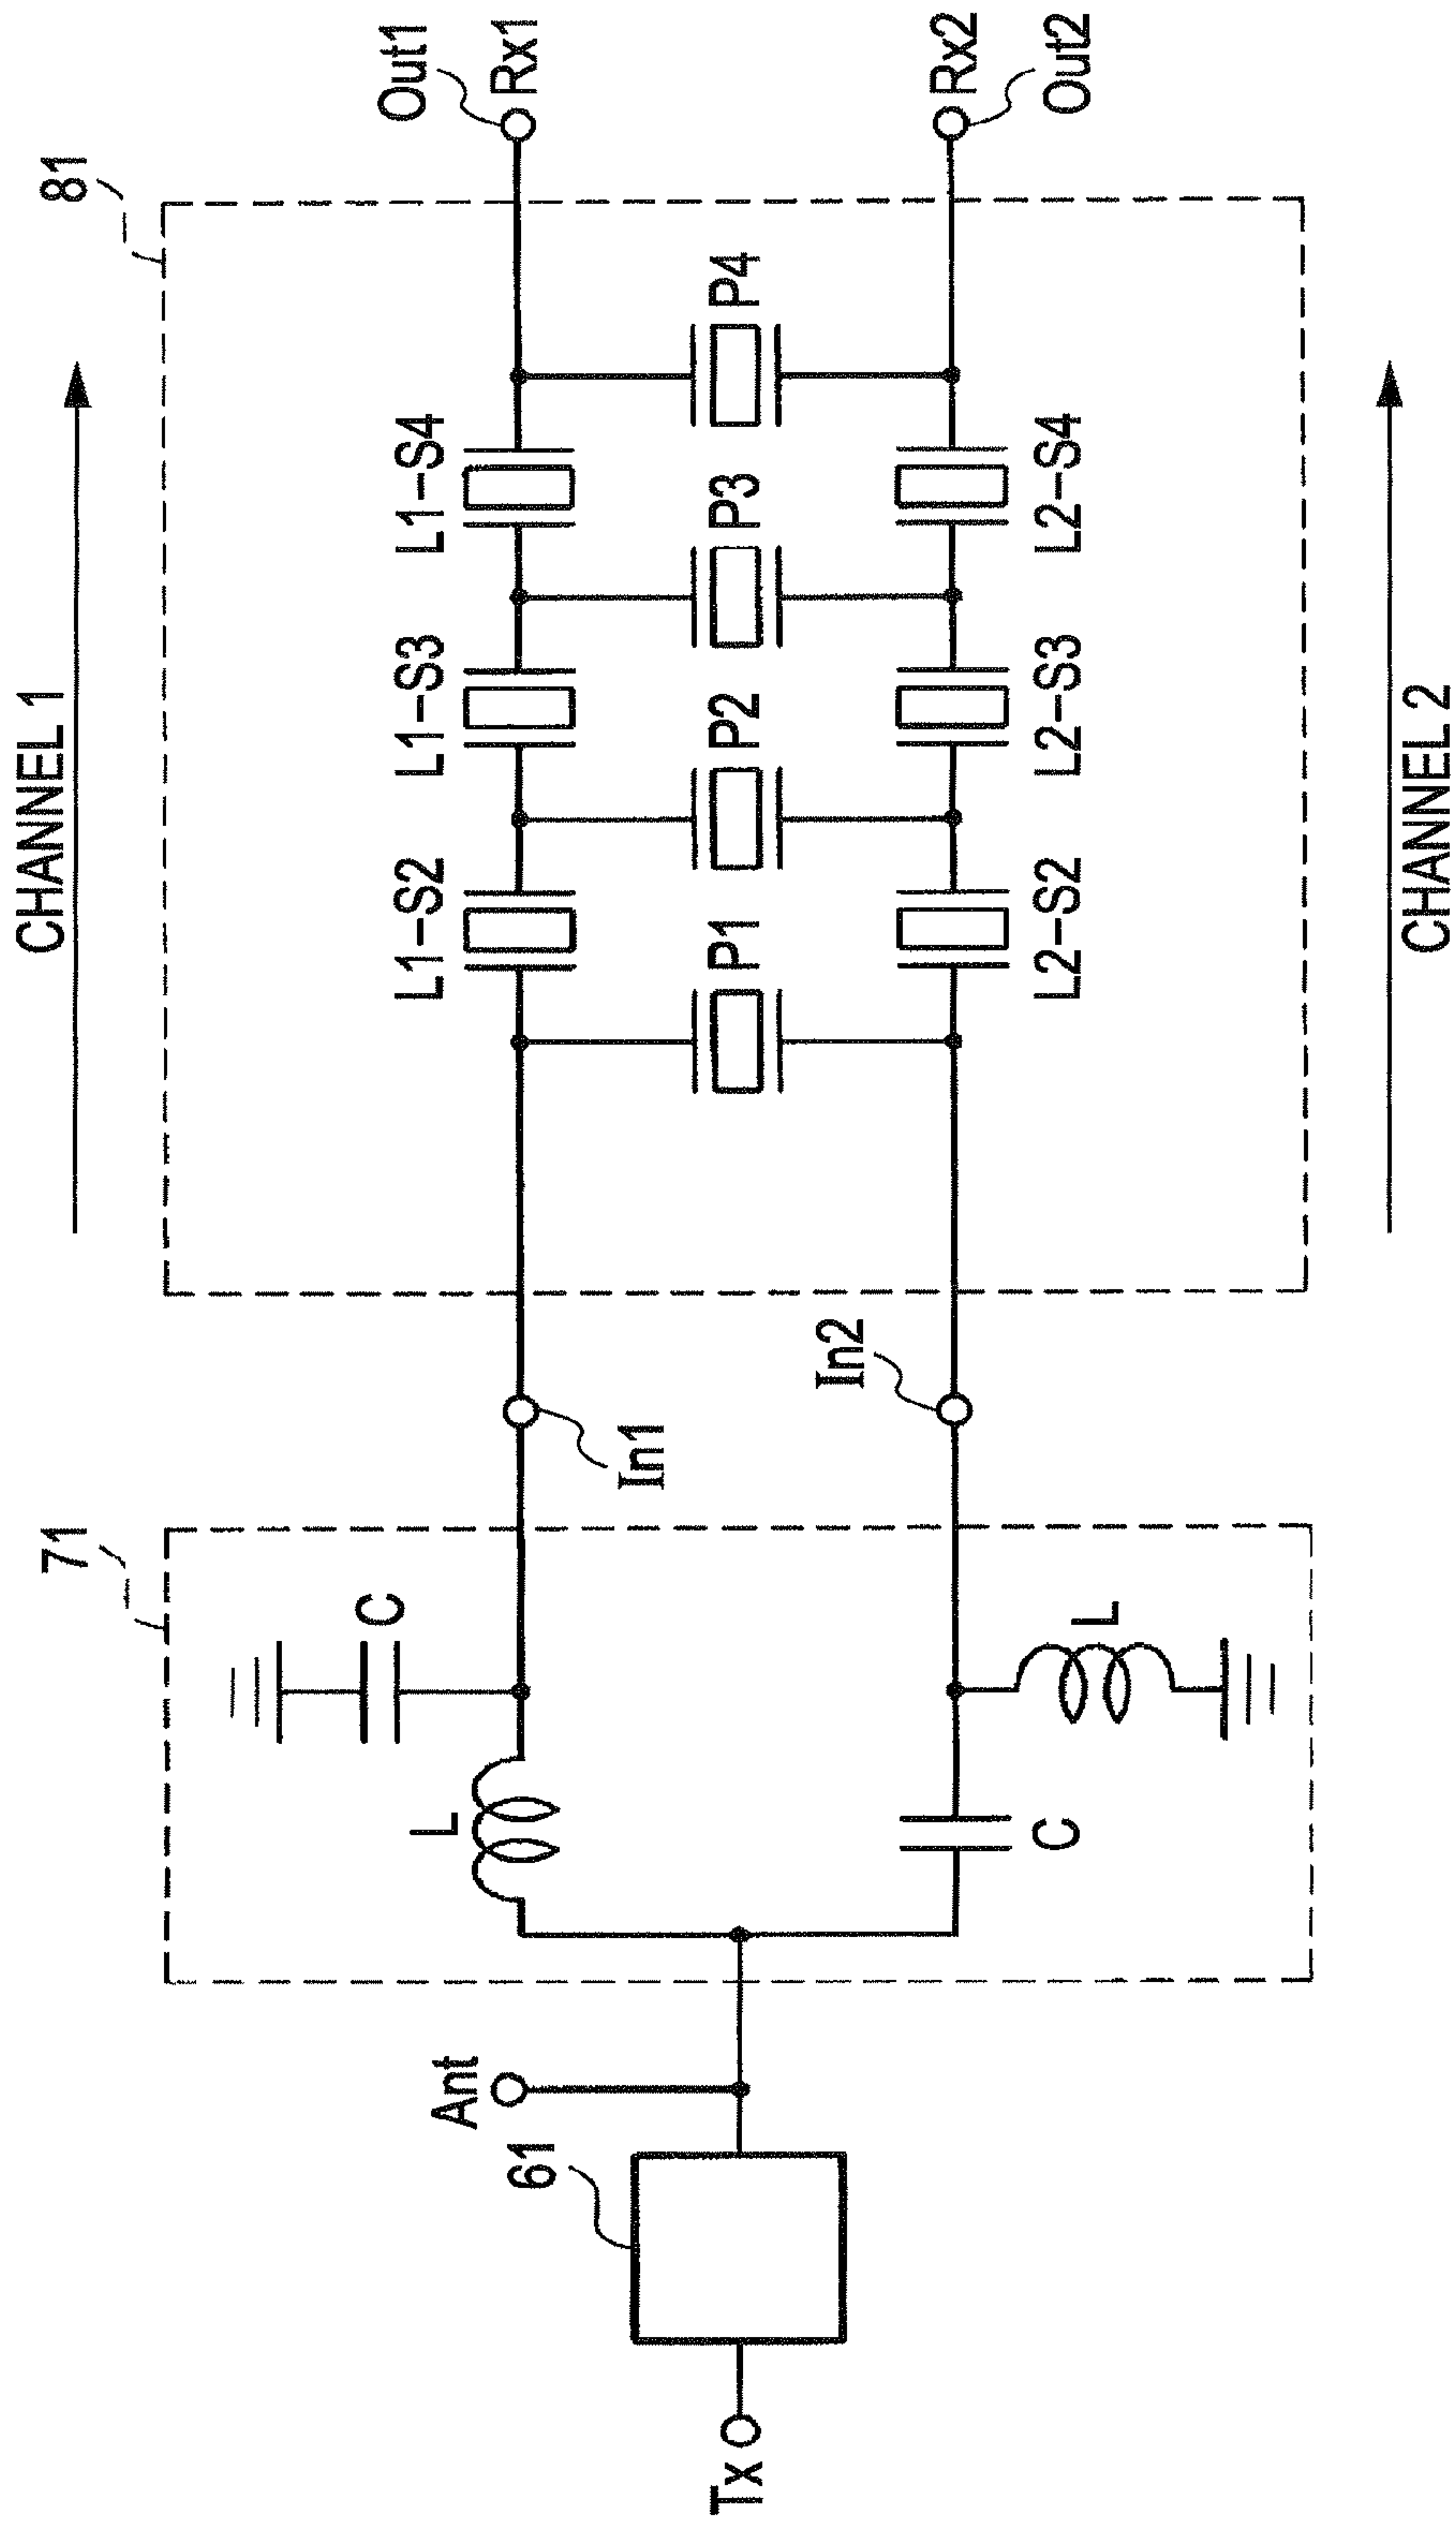 CHANNEL 1
81
Out1
Rx1
L1–S2
L1–S3
L1–S4
P1
P2
P3
P4
L2–S2
L2–S3
L2–S4
Rx2
Out2
CHANNEL 2
71
C
L
In1
In2
C
L
Ant
61
Tx